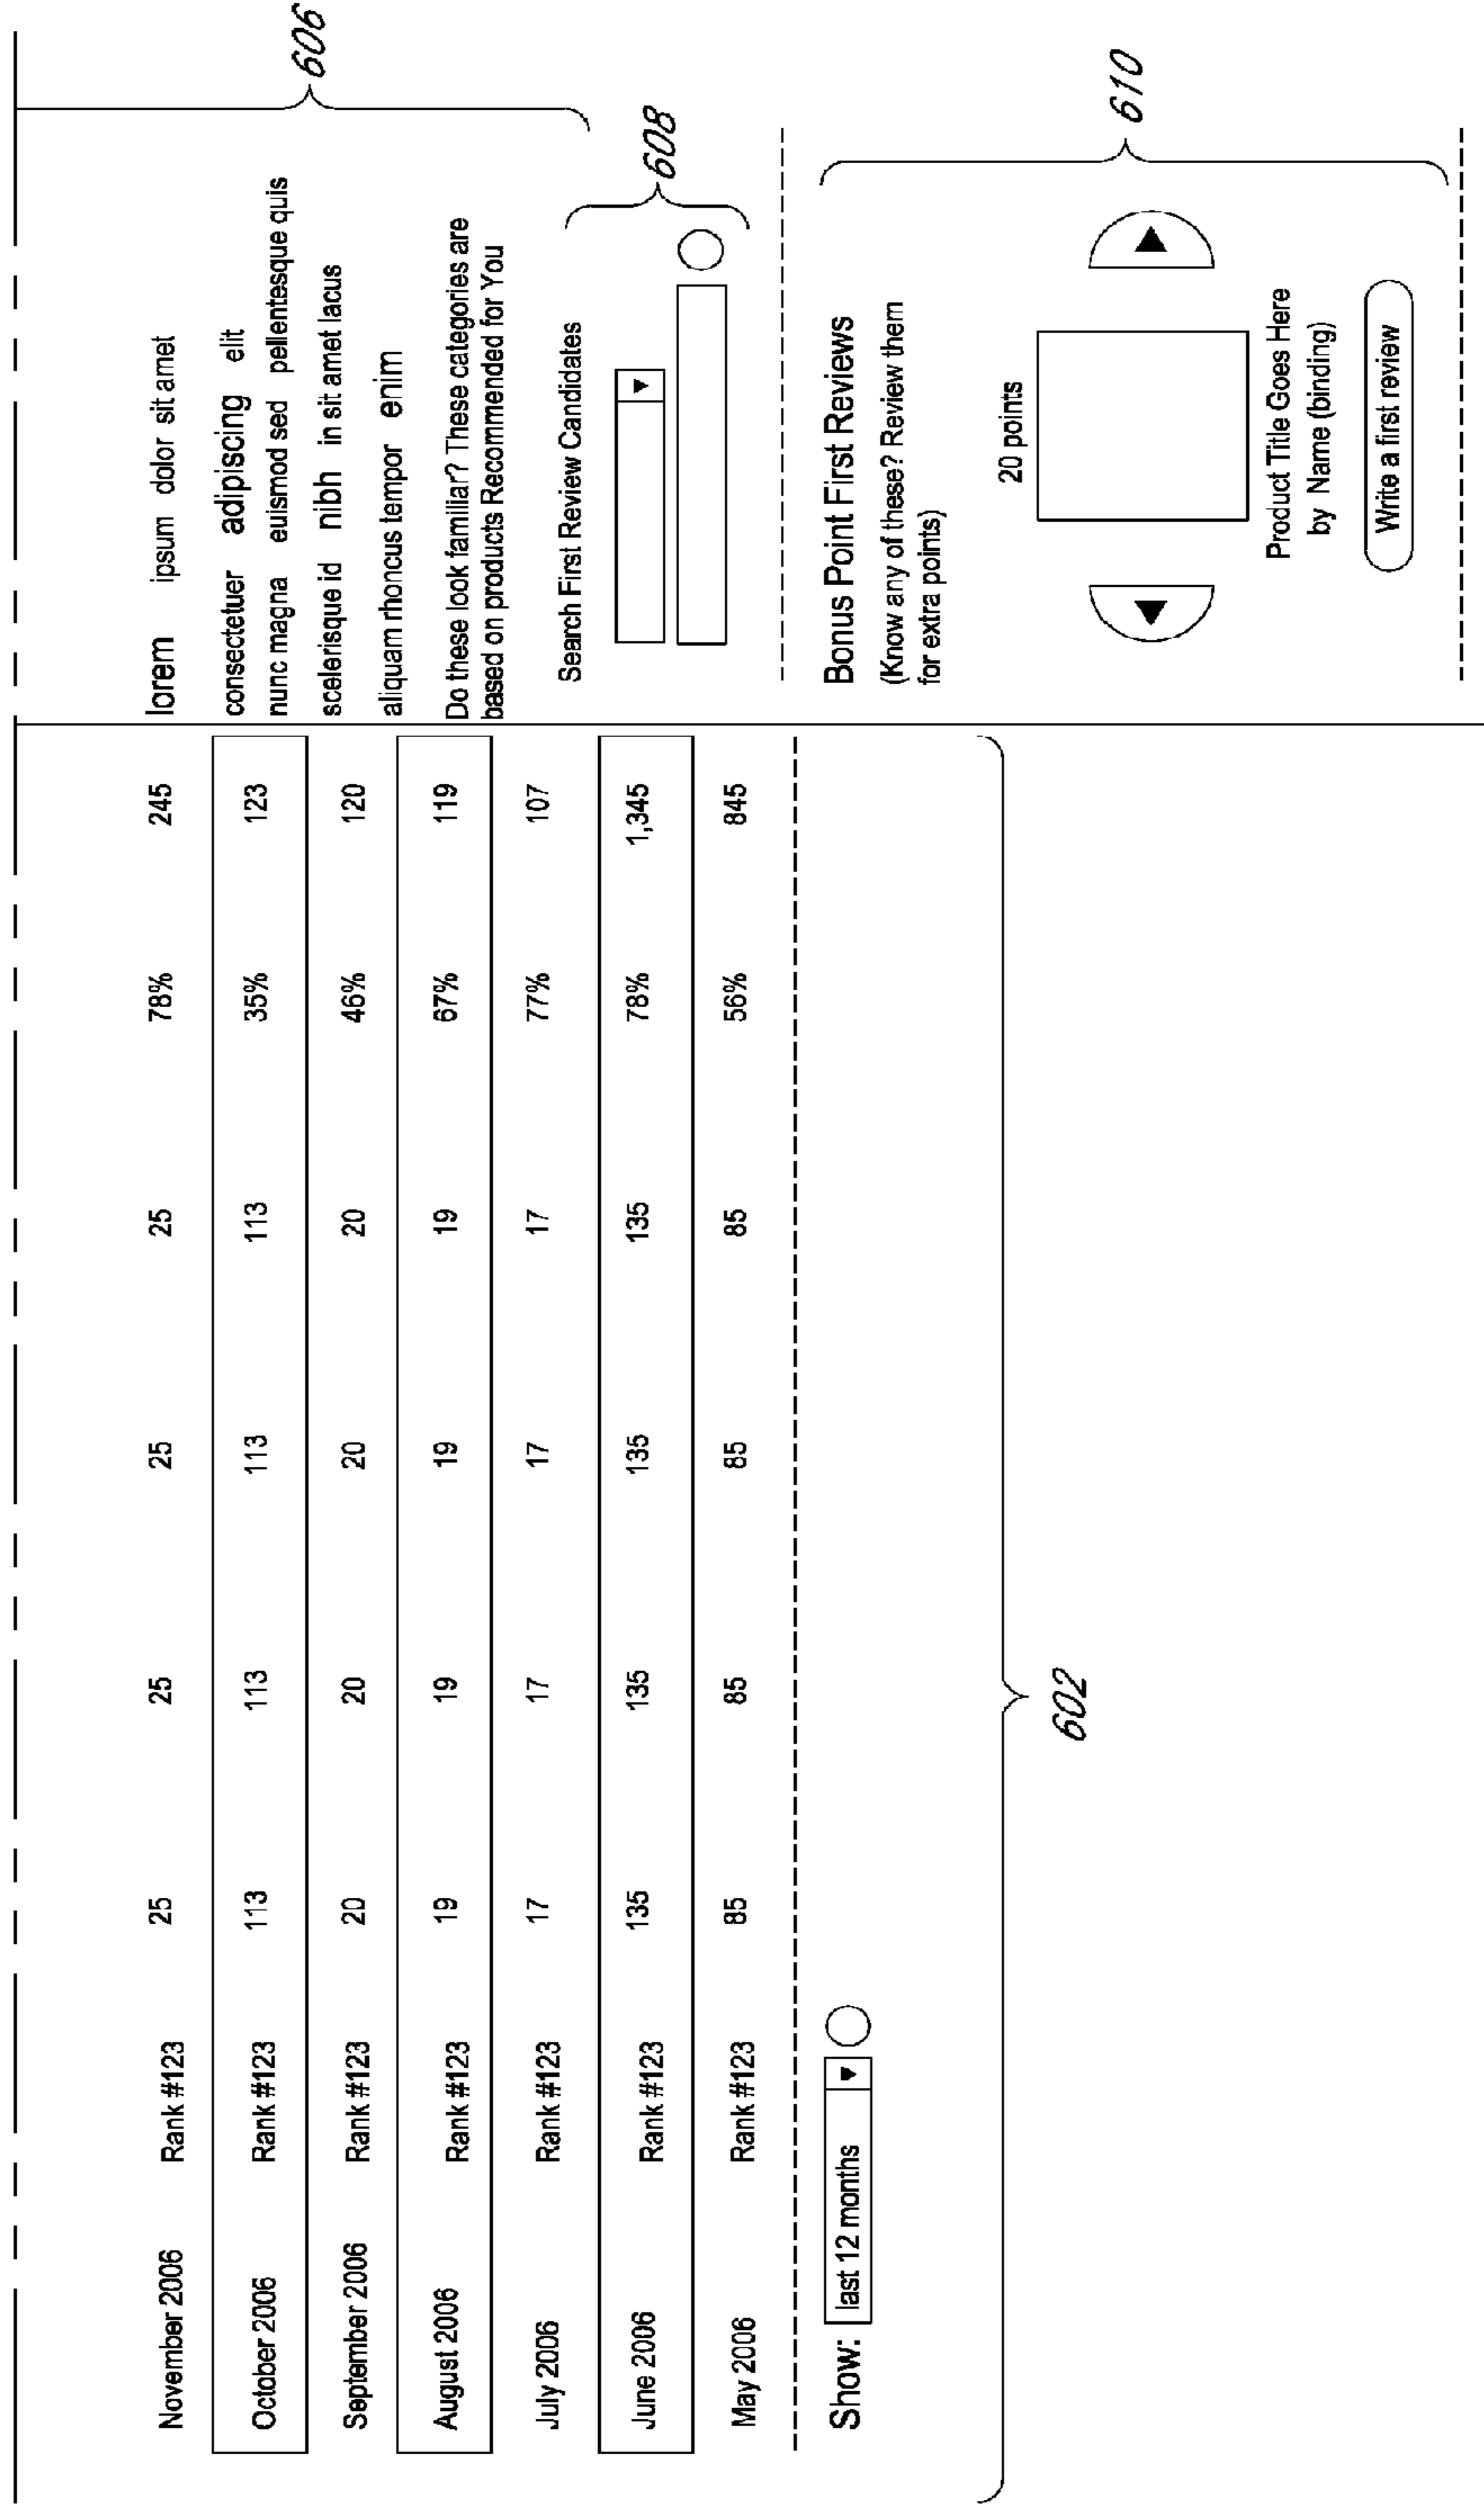 November 2006 Rank #123 25 25 25 25 78% 245
October 2006 Rank #123 113 113 113 113 35% 123
September 2006 Rank #123 20 20 20 20 46% 120
August 2006 Rank #123 19 19 19 19 67% 119
July 2006 Rank #123 17 17 17 17 77% 107
June 2006 Rank #123 135 135 135 135 78% 1,345
May 2006 Rank #123 85 85 85 85 56% 845
Show: last 12 months
602
lorem ipsum dolor sit amet
consectetuer adipiscing elit
nunc magna euismod sed pellentesque quis
scelerisque id nibh in sit amet lacus
aliquam rhoncus tempor enim
Do these look familiar? These categories are
based on products Recommended for You
606
Search First Review Candidates
608
Bonus Point First Reviews
(Know any of these? Review them
for extra points)
20 points
Product Title Goes Here
by Name (binding)
Write a first review
610